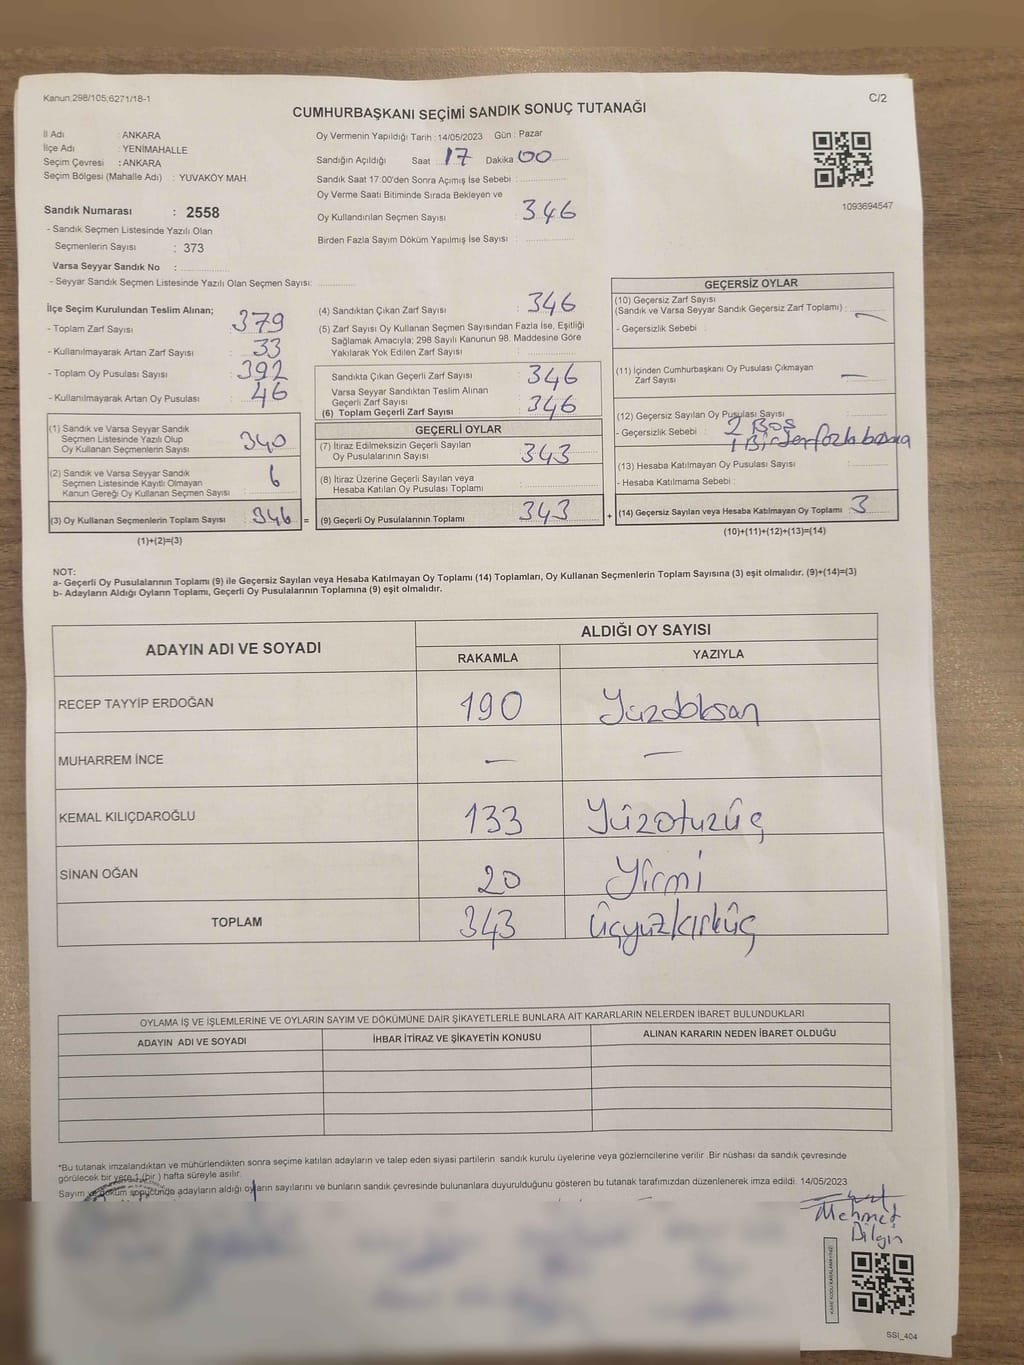 Kanun:298/105;6271/18-1
C/2
CUMHURBAŞKANI SEÇİMİ SANDIK SONUÇ TUTANAĞI
İl Adı : ANKARA
İlçe Adı : YENİMAHALLE
Seçim Çevresi : ANKARA
Seçim Bölgesi (Mahalle Adı) : YUVAKÖY MAH.
Sandık Numarası : 2558
- Sandık Seçmen Listesinde Yazılı Olan
Seçmenlerin Sayısı : 373
Varsa Seyyar Sandık No :
- Seyyar Sandık Seçmen Listesinde Yazılı Olan Seçmen Sayısı:
Oy Vermenin Yapıldığı Tarih : 14/05/2023 Gün : Pazar
Sandığın Açıldığı Saat 17 Dakika 00
Sandık Saat 17:00'den Sonra Açımış İse Sebebi :
Oy Verme Saati Bitiminde Sırada Bekleyen ve
Oy Kullandırılan Seçmen Sayısı : 346
Birden Fazla Sayım Döküm Yapılmış İse Sayısı :
1093694547
İlçe Seçim Kurulundan Teslim Alınan;
- Toplam Zarf Sayısı : 379
- Kullanılmayarak Artan Zarf Sayısı : 33
- Toplam Oy Pusulası Sayısı : 392
- Kullanılmayarak Artan Oy Pusulası : 46
(1) Sandık ve Varsa Seyyar Sandık
Seçmen Listesinde Yazılı Olup
Oy Kullanan Seçmenlerin Sayısı : 340
(2) Sandık ve Varsa Seyyar Sandık
Seçmen Listesinde Kayıtlı Olmayan
Kanun Gereği Oy Kullanan Seçmen Sayısı : 6
(3) Oy Kullanan Seçmenlerin Toplam Sayısı : 346 =
(1)+(2)=(3)
(4) Sandıktan Çıkan Zarf Sayısı : 346
(5) Zarf Sayısı Oy Kullanan Seçmen Sayısından Fazla İse, Eşitliği
Sağlamak Amacıyla; 298 Sayılı Kanunun 98. Maddesine Göre
Yakılarak Yok Edilen Zarf Sayısı :
Sandıkta Çıkan Geçerli Zarf Sayısı : 346
Varsa Seyyar Sandıktan Teslim Alınan
Geçerli Zarf Sayısı :
(6) Toplam Geçerli Zarf Sayısı : 346
GEÇERLİ OYLAR
(7) İtiraz Edilmeksizin Geçerli Sayılan
Oy Pusulalarının Sayısı : 343
(8) İtiraz Üzerine Geçerli Sayılan veya
Hesaba Katılan Oy Pusulası Toplamı :
(9) Geçerli Oy Pusulalarının Toplamı : 343 +
GEÇERSİZ OYLAR
(10) Geçersiz Zarf Sayısı
(Sandık ve Varsa Seyyar Sandık Geçersiz Zarf Toplamı) : —
- Geçersizlik Sebebi :
(11) İçinden Cumhurbaşkanı Oy Pusulası Çıkmayan
Zarf Sayısı : —
(12) Geçersiz Sayılan Oy Pusulası Sayısı :
- Geçersizlik Sebebi : 2 Boş
1 Birden fazla basma
(13) Hesaba Katılmayan Oy Pusulası Sayısı :
- Hesaba Katılmama Sebebi :
(14) Geçersiz Sayılan veya Hesaba Katılmayan Oy Toplamı : 3
(10)+(11)+(12)+(13)=(14)
NOT:
a- Geçerli Oy Pusulalarının Toplamı (9) ile Geçersiz Sayılan veya Hesaba Katılmayan Oy Toplamı (14) Toplamları, Oy Kullanan Seçmenlerin Toplam Sayısına (3) eşit olmalıdır. (9)+(14)=(3)
b- Adayların Aldığı Oyların Toplamı, Geçerli Oy Pusulalarının Toplamına (9) eşit olmalıdır.
ADAYIN ADI VE SOYADI
ALDIĞI OY SAYISI
RAKAMLA YAZIYLA
RECEP TAYYİP ERDOĞAN 190 Yüzdoksan
MUHARREM İNCE — —
KEMAL KILIÇDAROĞLU 133 Yüzotuzüç
SİNAN OĞAN 20 Yirmi
TOPLAM 343 üçyüzkırküç
OYLAMA İŞ VE İŞLEMLERİNE VE OYLARIN SAYIM VE DÖKÜMÜNE DAİR ŞİKAYETLERLE BUNLARA AİT KARARLARIN NELERDEN İBARET BULUNDUKLARI
ADAYIN ADI VE SOYADI İHBAR İTİRAZ VE ŞİKAYETİN KONUSU ALINAN KARARIN NEDEN İBARET OLDUĞU
*Bu tutanak imzalandıktan ve mühürlendikten sonra seçime katılan adayların ve talep eden siyasi partilerin sandık kurulu üyelerine veya gözlemcilerine verilir. Bir nüshası da sandık çevresinde
görülecek bir yere 1 (bir) hafta süreyle asılır.
Sayım ve döküm sonucunda adayların aldığı oyların sayılarını ve bunların sandık çevresinde bulunanlara duyurulduğunu gösteren bu tutanak tarafımızdan düzenlenerek imza edildi. 14/05/2023
Mehmet
Dilgin
SSI_404